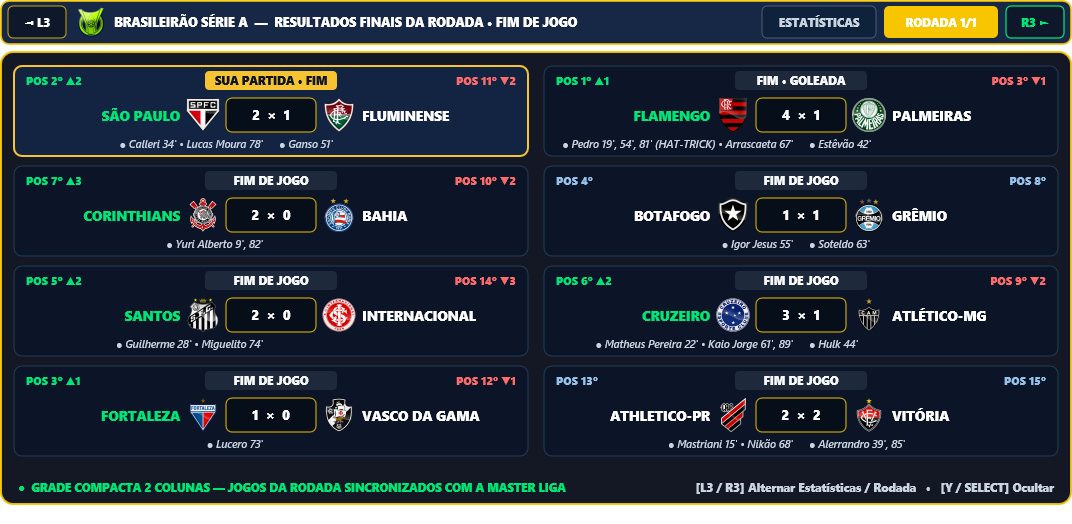 ◄ L3
BRASILEIRÃO SÉRIE A — RESULTADOS FINAIS DA RODADA • FIM DE JOGO
ESTATÍSTICAS
RODADA 1/1
R3 ►
POS 2º ▲2
SUA PARTIDA • FIM
POS 11º ▼2
SÃO PAULO
SPFC
2 × 1
FLUMINENSE
● Calleri 34' • Lucas Moura 78'
● Ganso 51'
POS 1º ▲1
FIM • GOLEADA
POS 3º ▼1
FLAMENGO
4 × 1
PALMEIRAS
● Pedro 19', 54', 81' (HAT-TRICK) • Arrascaeta 67'
● Estêvão 42'
POS 7º ▲3
FIM DE JOGO
POS 10º ▼2
CORINTHIANS
2 × 0
BAHIA
● Yuri Alberto 9', 82'
POS 4º
FIM DE JOGO
POS 8º
BOTAFOGO
1 × 1
GRÊMIO
● Igor Jesus 55'
● Soteldo 63'
POS 5º ▲2
FIM DE JOGO
POS 14º ▼3
SANTOS
2 × 0
INTERNACIONAL
● Guilherme 28' • Miguelito 74'
POS 6º ▲2
FIM DE JOGO
POS 9º ▼2
CRUZEIRO
3 × 1
ATLÉTICO-MG
● Matheus Pereira 22' • Kaio Jorge 61', 89'
● Hulk 44'
POS 3º ▲1
FIM DE JOGO
POS 12º ▼1
FORTALEZA
FORTALEZA
1 × 0
VASCO DA GAMA
● Lucero 73'
POS 13º
FIM DE JOGO
POS 15º
ATHLETICO-PR
2 × 2
VITÓRIA
● Mastriani 15' • Nikão 68'
● Alerrandro 39', 85'
● GRADE COMPACTA 2 COLUNAS — JOGOS DA RODADA SINCRONIZADOS COM A MASTER LIGA
[L3 / R3] Alternar Estatísticas / Rodada • [Y / SELECT] Ocultar